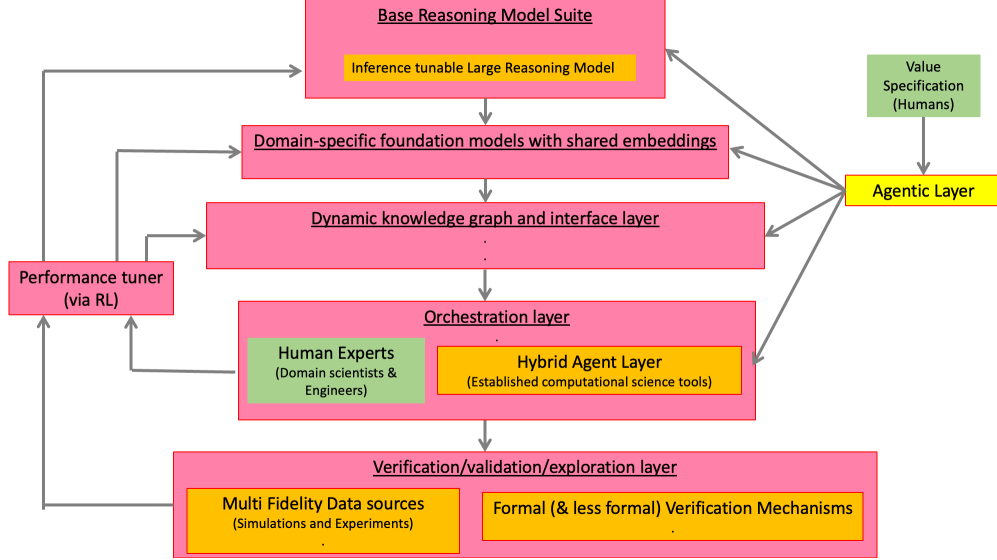 Base Reasoning Model Suite
Inference tunable Large Reasoning Model
Value
Specification
(Humans)
Domain-specific foundation models with shared embeddings
Agentic Layer
Dynamic knowledge graph and interface layer
.
.
Performance tuner
(via RL)
Orchestration layer
.
Human Experts
(Domain scientists &
Engineers)
Hybrid Agent Layer
(Established computational science tools)
Verification/validation/exploration layer
Multi Fidelity Data sources
(Simulations and Experiments)
.
Formal (& less formal) Verification Mechanisms
.